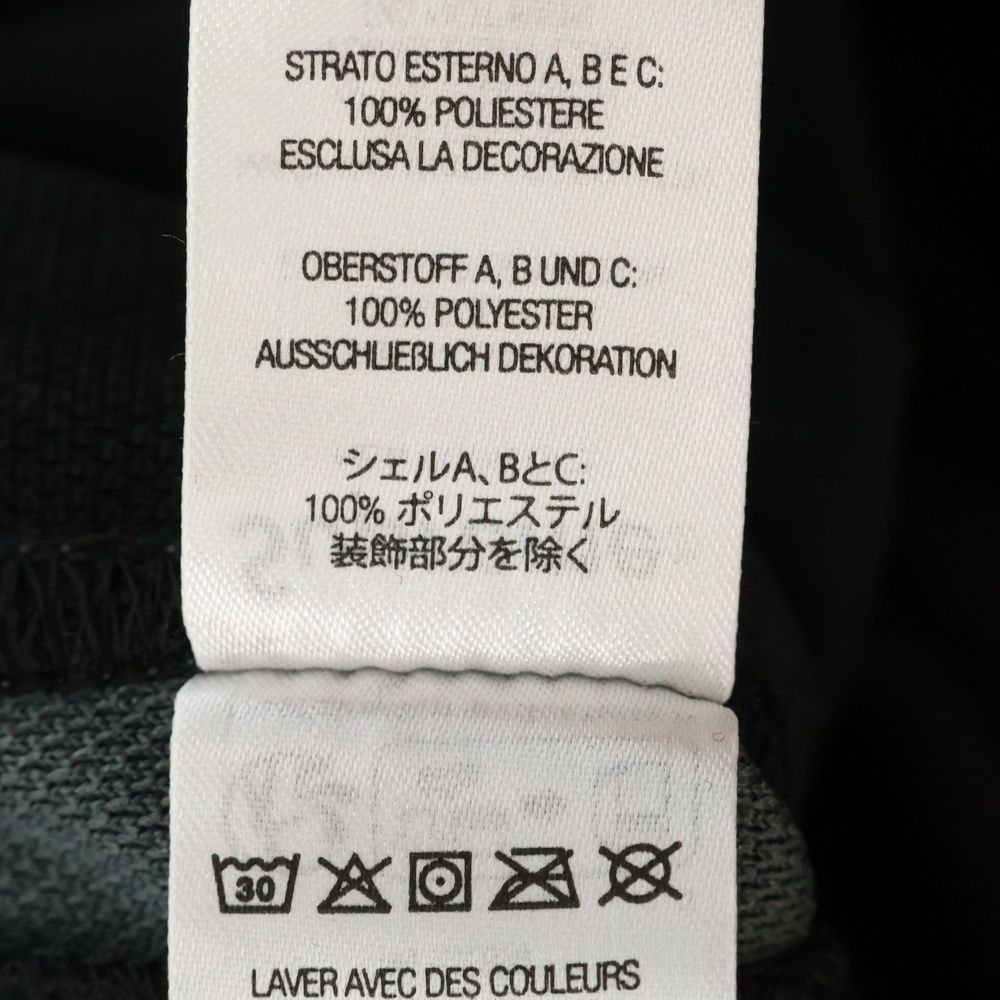 STRATO ESTERNO A, B E C:
100% POLIESTERE
ESCLUSA LA DECORAZIONE
OBERSTOFF A, B UND C:
100% POLYESTER
AUSSCHLIEßLICH DEKORATION
シェルA、BとC:
100% ポリエステル
装飾部分を除く
30
LAVER AVEC DES COULEURS